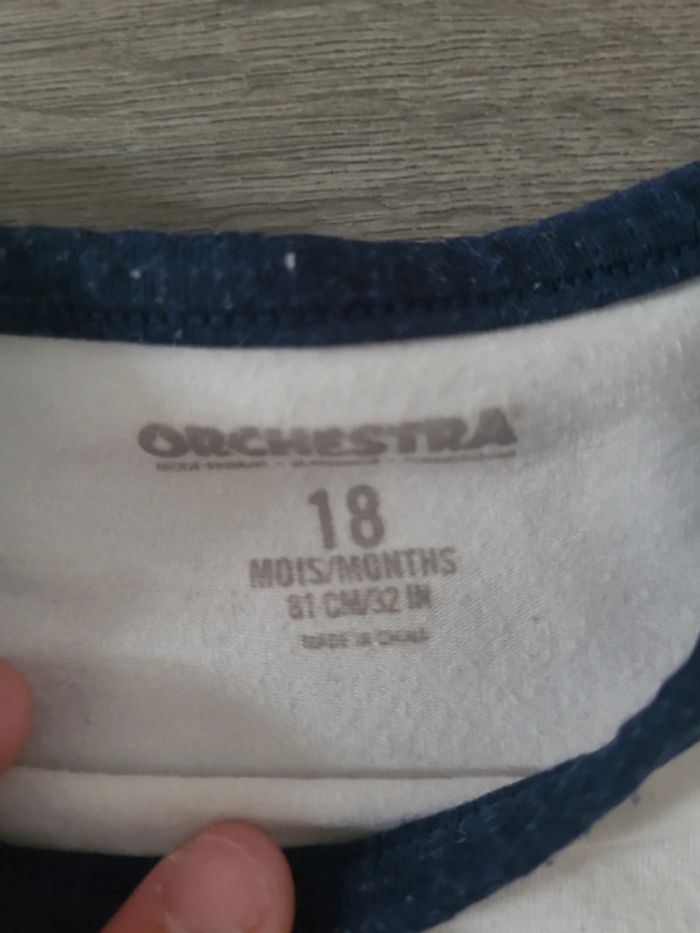 ORCHESTRA
18
MOIS/MONTHS
81 CM/32 IN
MADE IN CHINA